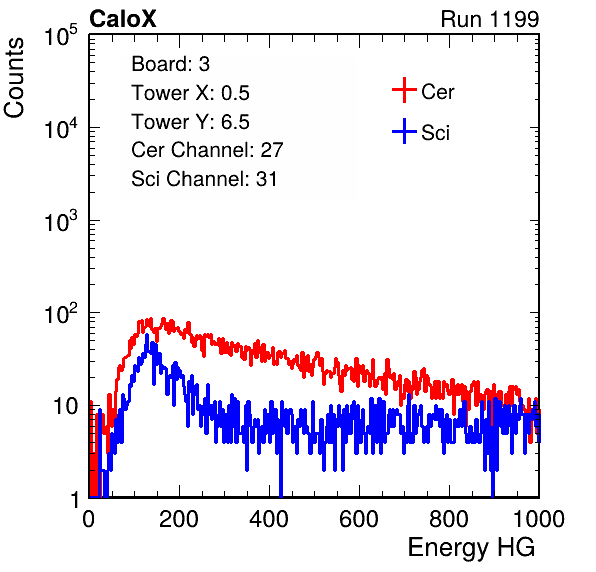 CaloX Run 1199
Counts
10^5
10^4
10^3
10^2
10
1
Board: 3
Tower X: 0.5
Tower Y: 6.5
Cer Channel: 27
Sci Channel: 31
Cer
Sci
0 200 400 600 800 1000
Energy HG